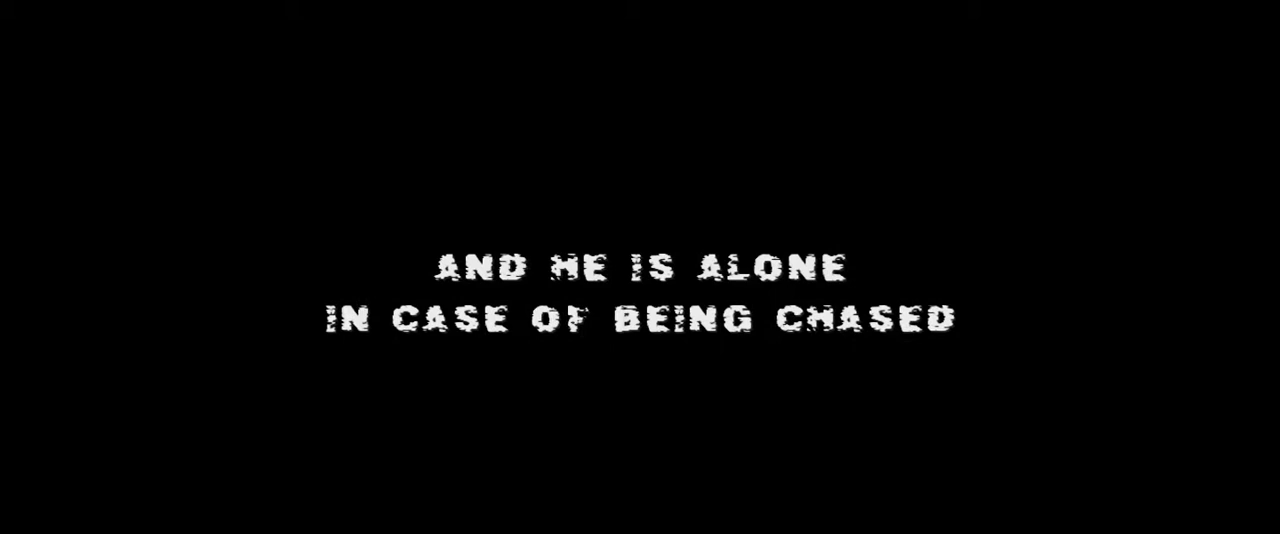 AND HE IS ALONE
IN CASE OF BEING CHASED